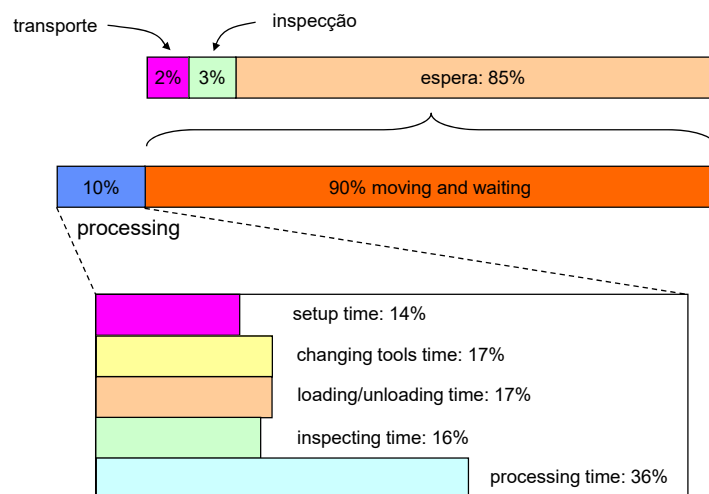 transporte
inspecção
2%
3%
espera: 85%
10%
90% moving and waiting
processing
setup time: 14%
changing tools time: 17%
loading/unloading time: 17%
inspecting time: 16%
processing time: 36%